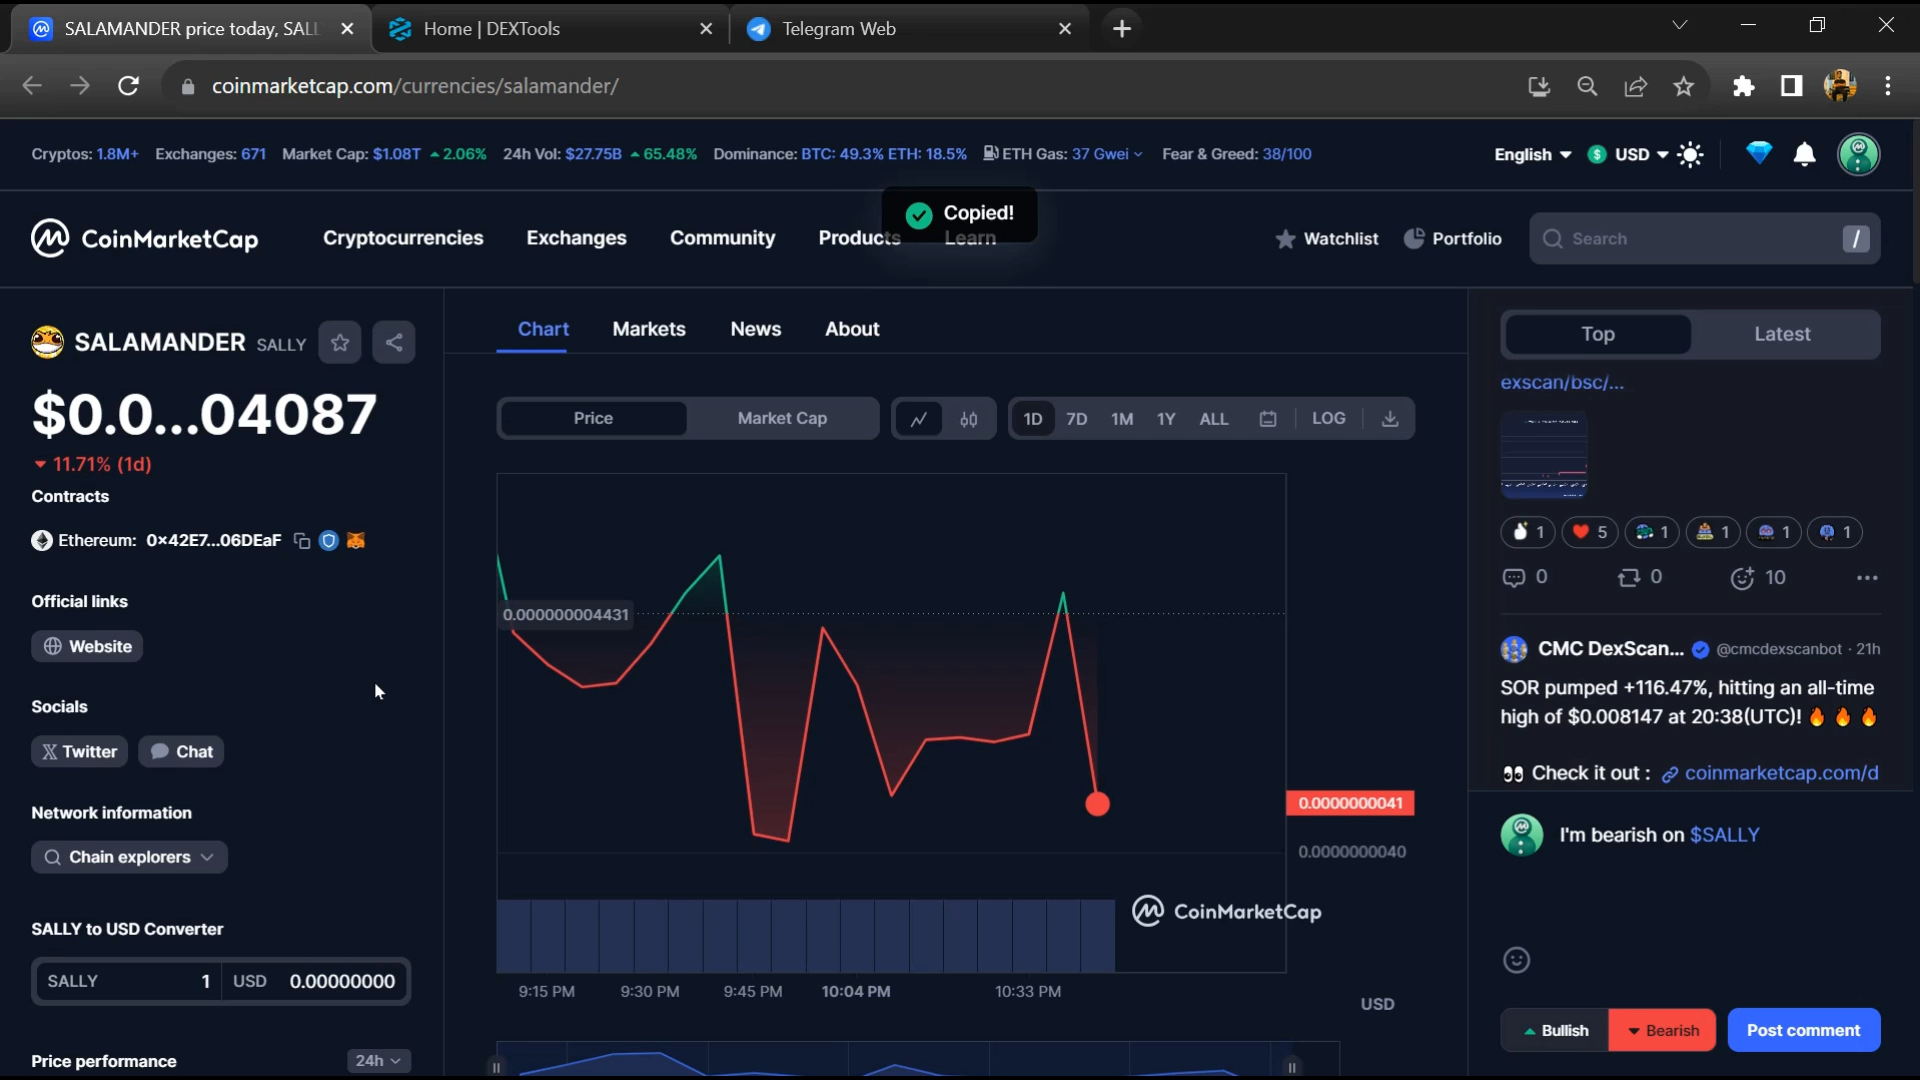 SALAMANDER price today, SALL
Home | DEXTools
Telegram Web
coinmarketcap.com/currencies/salamander/
Cryptos: 1.8M+ Exchanges: 671 Market Cap: $1.08T 2.06% 24h Vol: $27.75B 65.48% Dominance: BTC: 49.3% ETH: 18.5% ETH Gas: 37 Gwei Fear & Greed: 38/100
English USD
Copied!
CoinMarketCap
Cryptocurrencies Exchanges Community Products Learn
Watchlist Portfolio Search /
SALAMANDER SALLY
$0.0...04087
11.71% (1d)
Contracts
Ethereum: 0x42E7...06DEaF
Official links
Website
Socials
Twitter Chat
Network information
Chain explorers
SALLY to USD Converter
SALLY 1 USD 0.00000000
Price performance 24h
Chart Markets News About
Price Market Cap
1D 7D 1M 1Y ALL LOG
0.000000004431
0.0000000041
0.0000000040
CoinMarketCap
9:15 PM 9:30 PM 9:45 PM 10:04 PM 10:33 PM
USD
Top Latest
exscan/bsc/...
1 5 1 1 1 1
0 0 10
CMC DexScan... @cmcdexscanbot · 21h
SOR pumped +116.47%, hitting an all-time
high of $0.008147 at 20:38(UTC)! 🔥 🔥 🔥
👀 Check it out : coinmarketcap.com/d
I'm bearish on $SALLY
Bullish Bearish Post comment